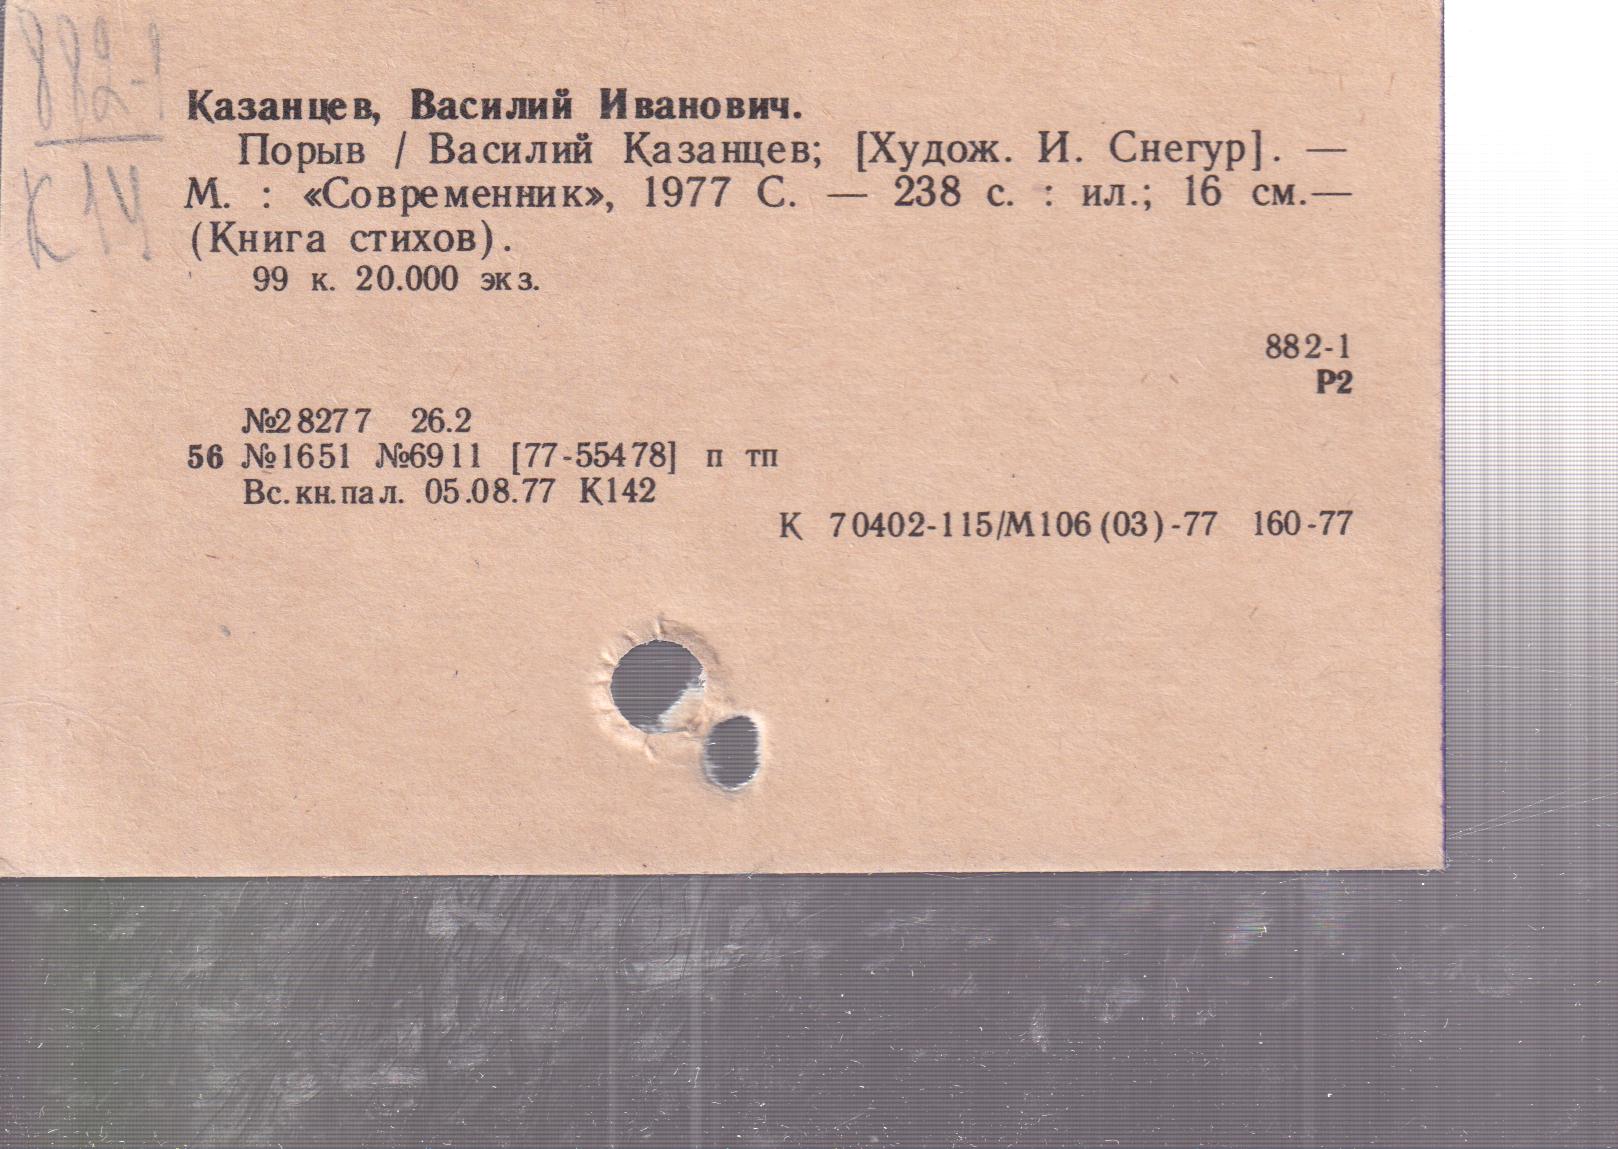 882-1
К 14
Казанцев, Василий Иванович.
Порыв / Василий Казанцев; [Худож. И. Снегур]. —
М. : «Современник», 1977 С. — 238 с. : ил.; 16 см.—
(Книга стихов).
99 к. 20.000 экз.
882-1
Р2
№28277 26.2
56 №1651 №6911 [77-55478] п тп
Вс.кн.пал. 05.08.77 К142
К 70402-115/М106(03)-77 160-77